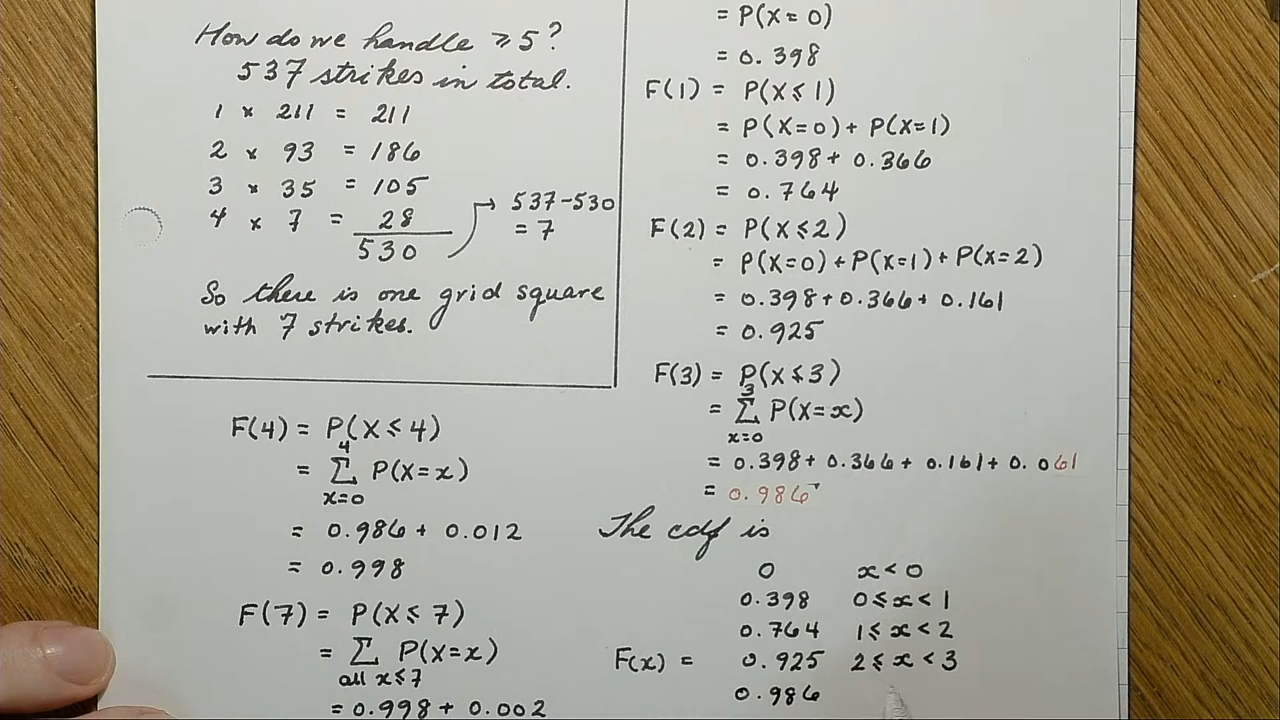 How do we handle ⩾5?
537 strikes in total.
1 × 211 = 211
2 × 93 = 186
3 × 35 = 105
4 × 7 = 28
530
→ 537-530
= 7
So there is one grid square
with 7 strikes.
F(4) = P(X⩽4)
= 4∑x=0 P(X=x)
= 0.986 + 0.012
= 0.998
F(7) = P(X⩽7)
= ∑all x⩽7 P(X=x)
= 0.998 + 0.002
= P(X=0)
= 0.398
F(1) = P(X⩽1)
= P(X=0) + P(X=1)
= 0.398 + 0.366
= 0.764
F(2) = P(X⩽2)
= P(X=0) + P(X=1) + P(X=2)
= 0.398 + 0.366 + 0.161
= 0.925
F(3) = P(X⩽3)
= 3∑x=0 P(X=x)
= 0.398 + 0.366 + 0.161 + 0.061
= 0.986
The cdf is
0 x<0
0.398 0⩽x<1
0.764 1⩽x<2
F(x) = 0.925 2⩽x<3
0.986